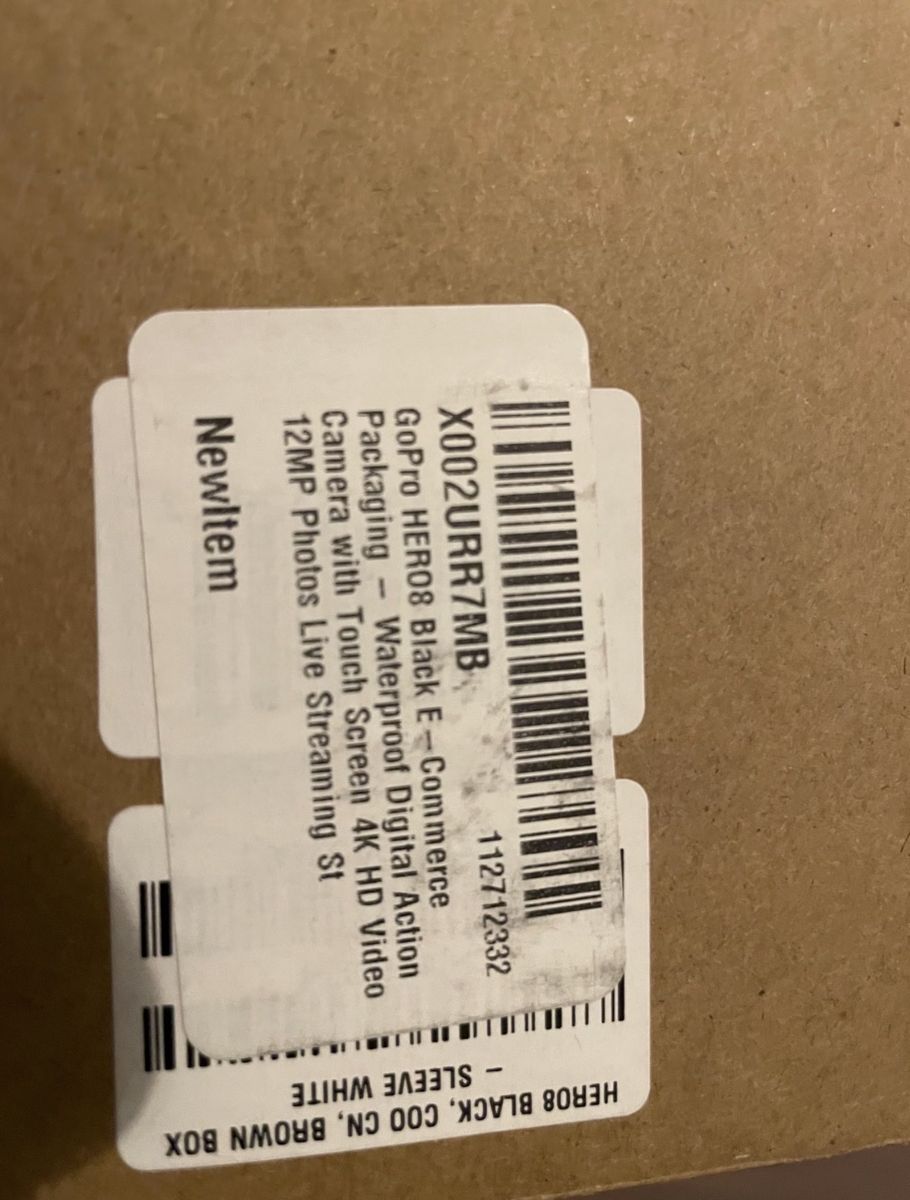 X002URR7MB 112712332
GoPro HERO8 Black E-Commerce
Packaging - Waterproof Digital Action
Camera with Touch Screen 4K HD Video
12MP Photos Live Streaming St
NewItem
HERO8 BLACK, COO CN, BROWN BOX
- SLEEVE WHITE